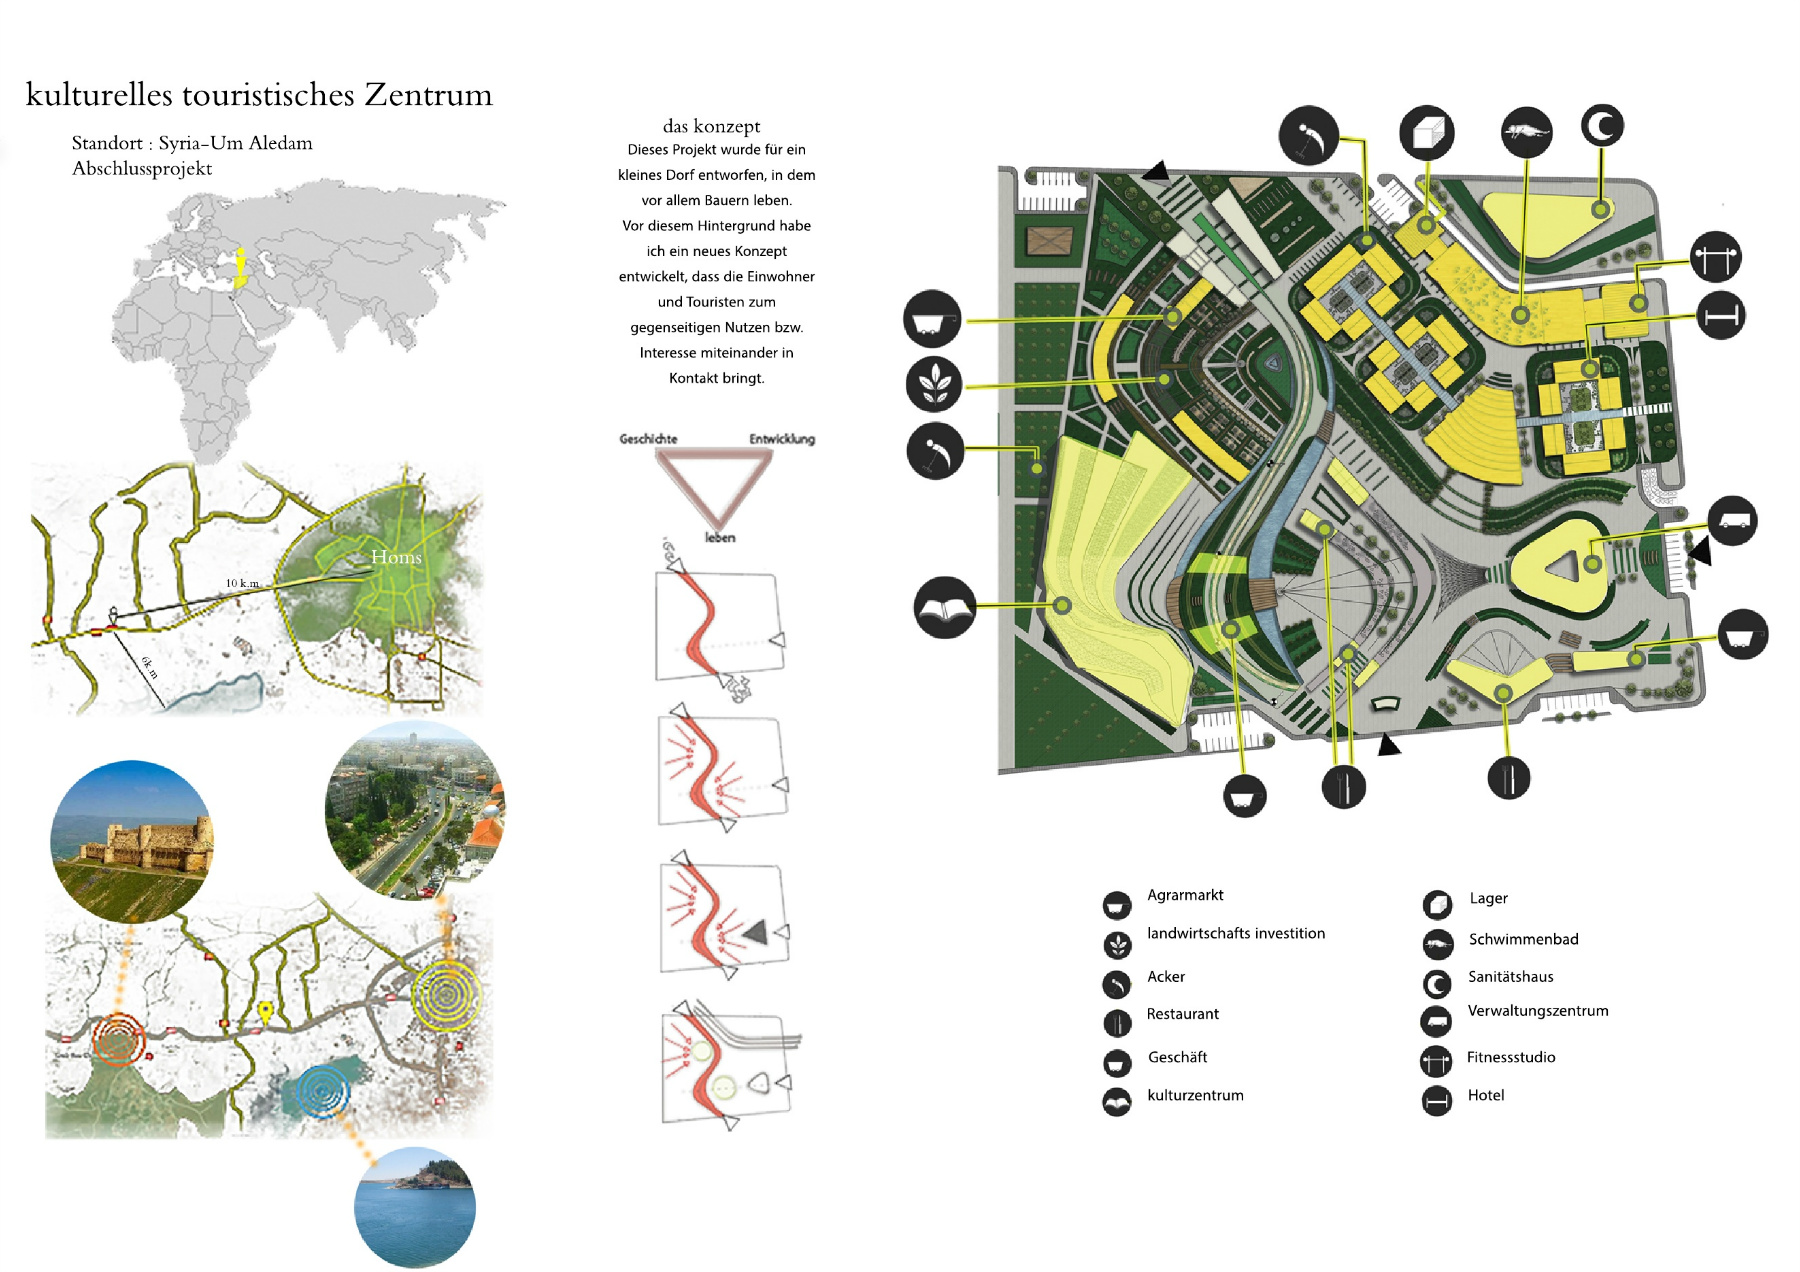 kulturelles touristisches Zentrum
Standort : Syria-Um Aledam
Abschlussprojekt
Homs
10 k.m
6k.m
das konzept
Dieses Projekt wurde für ein
kleines Dorf entworfen, in dem
vor allem Bauern leben.
Vor diesem Hintergrund habe
ich ein neues Konzept
entwickelt, dass die Einwohner
und Touristen zum
gegenseitigen Nutzen bzw.
Interesse miteinander in
Kontakt bringt.
Geschichte Entwicklung
leben
Agrarmarkt
landwirtschafts investition
Acker
Restaurant
Geschäft
kulturzentrum
Lager
Schwimmenbad
Sanitätshaus
Verwaltungszentrum
Fitnessstudio
Hotel